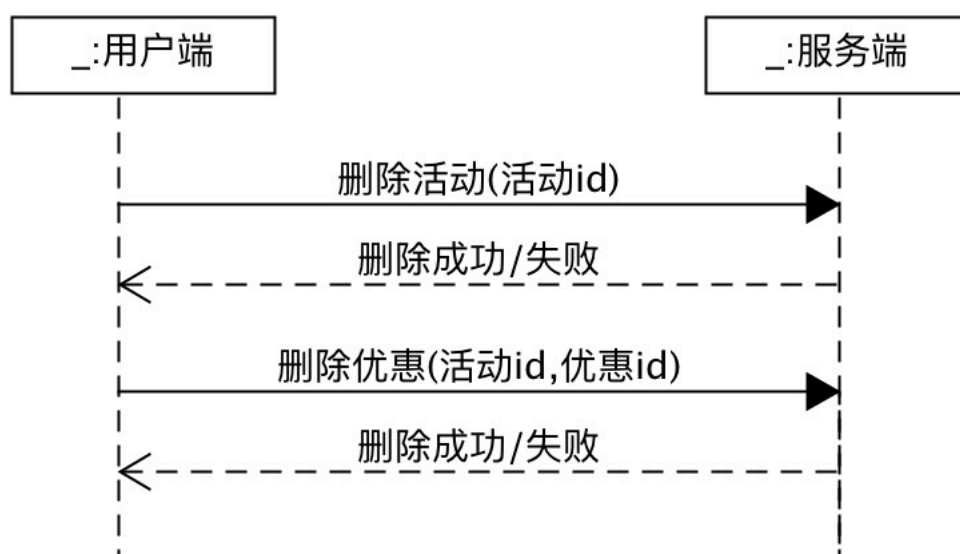 _:用户端
_:服务端
删除活动(活动id)
删除成功/失败
删除优惠(活动id,优惠id)
删除成功/失败